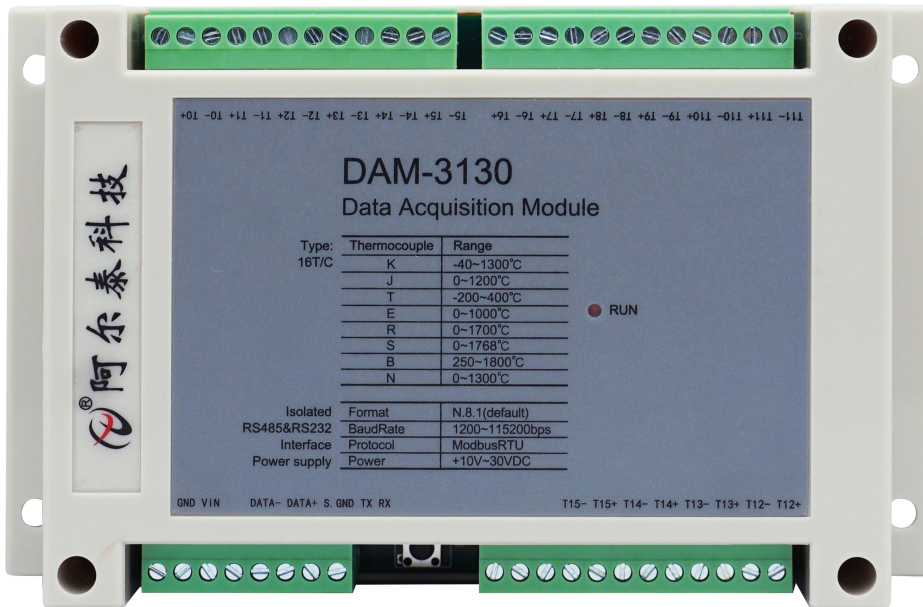 T0+ T0- T1+ T1- T2+ T2- T3+ T3- T4+ T4- T5+ T5- T6+ T6- T7+ T7- T8+ T8- T9+ T9- T10+ T10- T11+ T11-
DAM-3130
Data Acquisition Module
Type: Thermocouple Range
16T/C K -40~1300℃
J 0~1200℃
T -200~400℃
E 0~1000℃
RUN
R 0~1700℃
S 0~1768℃
B 250~1800℃
N 0~1300℃
Isolated Format N.8.1(default)
RS485&RS232 BaudRate 1200~115200bps
Interface Protocol ModbusRTU
Power supply Power +10V~30VDC
GND VIN DATA- DATA+ S.GND TX RX T15- T15+ T14- T14+ T13- T13+ T12- T12+
®阿尔泰科技